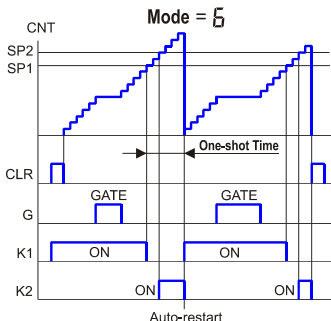 Mode = 6
CNT
SP2
SP1
One-shot Time
CLR
GATE GATE
G
K1 ON ON
K2 ON ON
Auto-restart